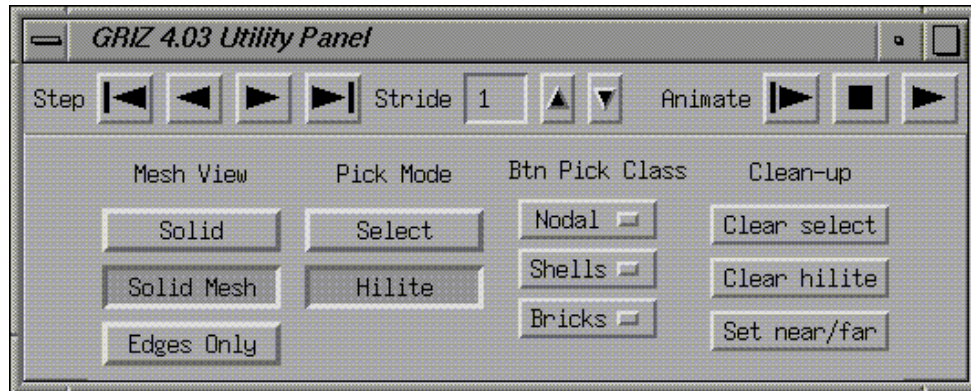 GRIZ 4.03 Utility Panel
Step Stride 1 Animate
Mesh View Pick Mode Btn Pick Class Clean-up
Solid Select Nodal Clear select
Solid Mesh Hilite Shells Clear hilite
Edges Only Bricks Set near/far